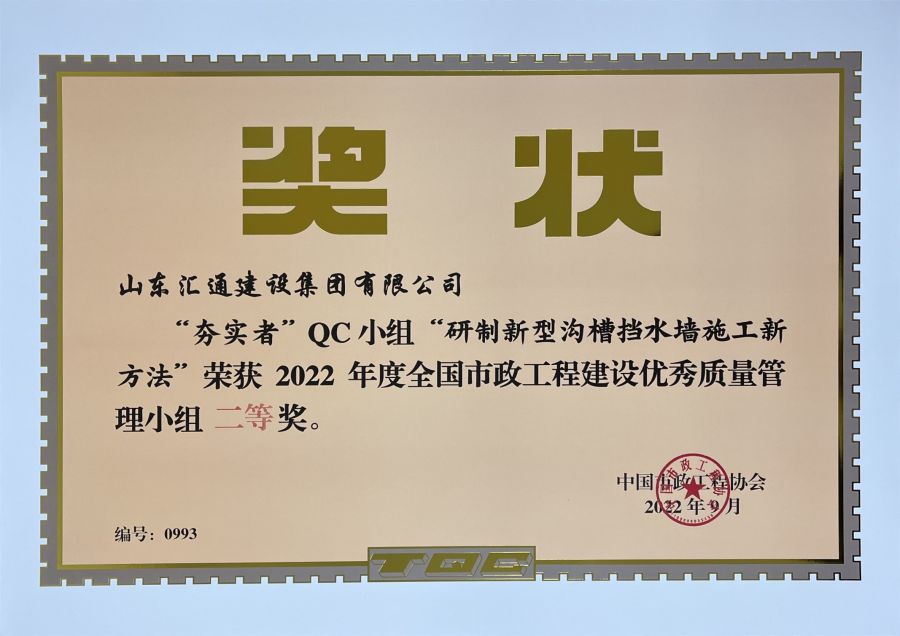 奖状
山东汇通建设集团有限公司
“夯实者”QC小组“研制新型沟槽挡水墙施工新
方法”荣获 2022 年度全国市政工程建设优秀质量管
理小组 二等奖。
中国市政工程协会
2022年9月
编号：0993
TQC